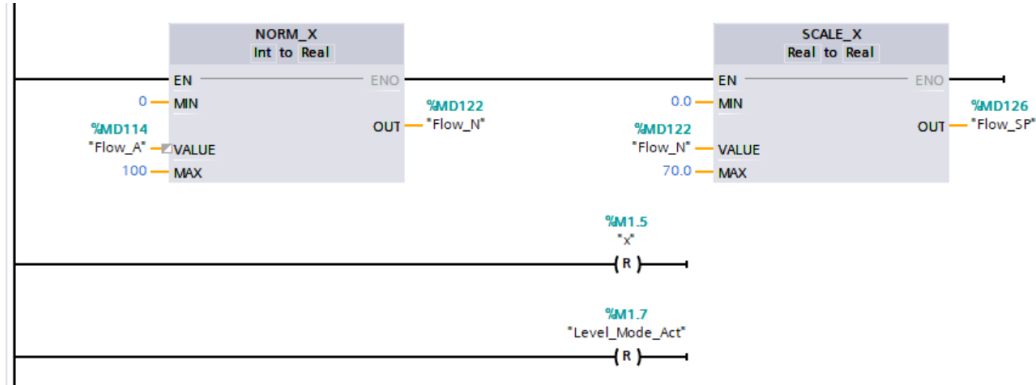 NORM_X
Int to Real
EN
ENO
0
MIN
%MD122
"Flow_N"
OUT
%MD114
"Flow_A"
VALUE
100
MAX
SCALE_X
Real to Real
EN
ENO
0.0
MIN
%MD126
"Flow_SP"
OUT
%MD122
"Flow_N"
VALUE
70.0
MAX
%M1.5
"x"
R
%M1.7
"Level_Mode_Act"
R